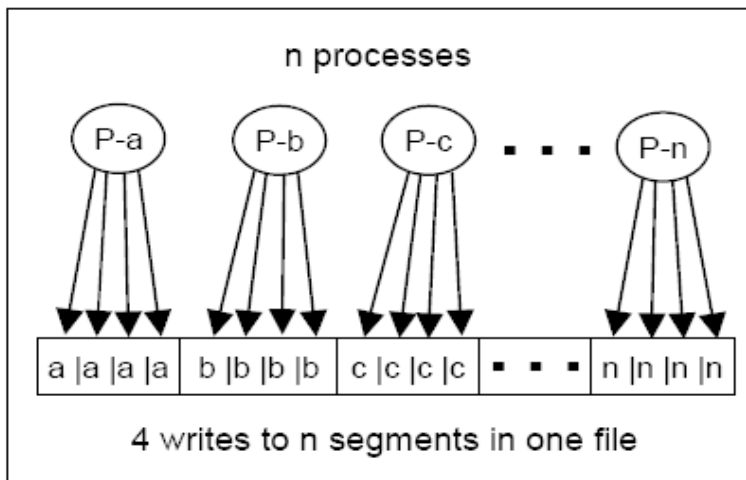 n processes
P-a P-b P-c ... P-n
a |a |a |a b |b |b |b c |c |c |c ... n |n |n |n
4 writes to n segments in one file